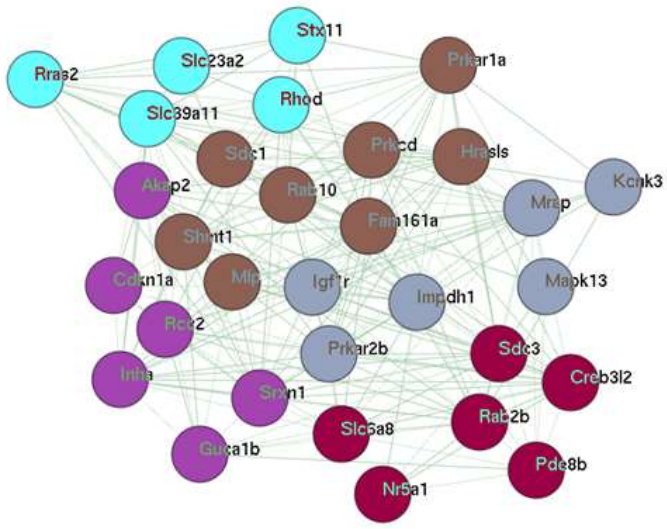 Stx11
Slc23a2
Rras2
Prkar1a
Rhod
Slc39a11
Sdc1
Prkcd
Hrasls
Akap2
Rab10
Kcnk3
Mrap
Fam161a
Shmt1
Cdkn1a
Mlp
Igf1r
Impdh1
Mapk13
Rcc2
Prkar2b
Sdc3
Inha
Creb3l2
Srxn1
Rab2b
Slc6a8
Guca1b
Pde8b
Nr5a1